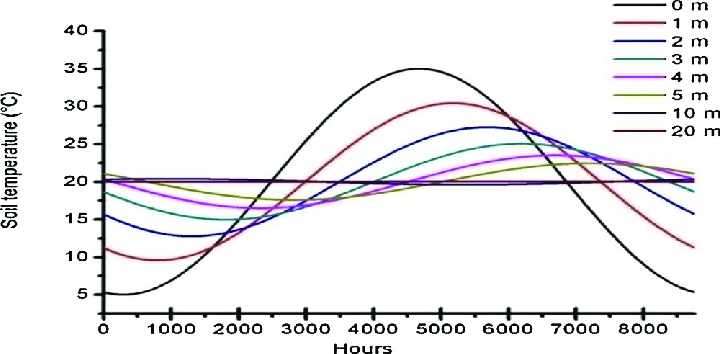 0 m
1 m
2 m
3 m
4 m
5 m
10 m
20 m
Soil temperature (°C)
40
35
30
25
20
15
10
5
0 1000 2000 3000 4000 5000 6000 7000 8000
Hours